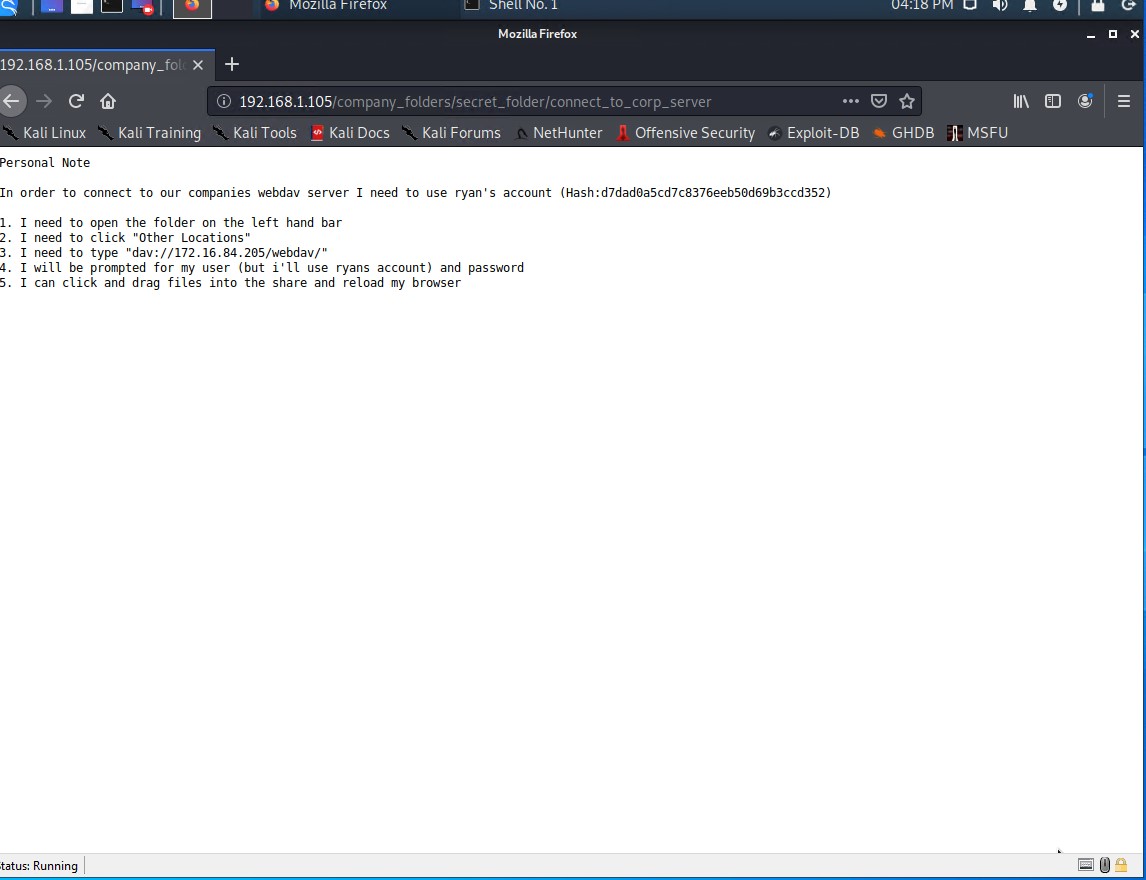 Mozilla Firefox
Shell No. 1
04:18 PM
Mozilla Firefox
192.168.1.105/company_fol
192.168.1.105/company_folders/secret_folder/connect_to_corp_server
Kali Linux Kali Training Kali Tools Kali Docs Kali Forums NetHunter Offensive Security Exploit-DB GHDB MSFU
Personal Note
In order to connect to our companies webdav server I need to use ryan's account (Hash:d7dad0a5cd7c8376eeb50d69b3ccd352)
1. I need to open the folder on the left hand bar
2. I need to click "Other Locations"
3. I need to type "dav://172.16.84.205/webdav/"
4. I will be prompted for my user (but i'll use ryans account) and password
5. I can click and drag files into the share and reload my browser
Status: Running